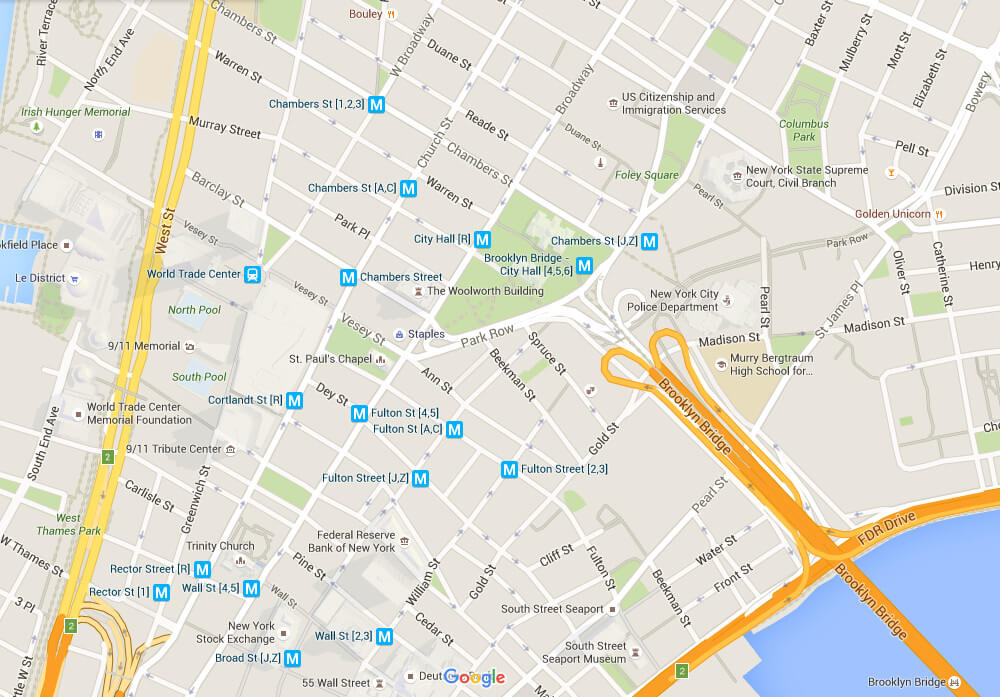 Chambers St
Bouley
River Terrace
North End Ave
Warren St
W Broadway
Duane St
Broadway
Baxter St
Mulberry St
Mott St
Elizabeth St
Bowery
Chambers St [1,2,3]
US Citizenship and
Immigration Services
Irish Hunger Memorial
Murray Street
Church St
Reade St
Columbus
Park
Duane St
Chambers St
Pell St
Barclay St
Chambers St [A,C]
Warren St
Foley Square
New York State Supreme
Court, Civil Branch
Pearl St
Division St
Golden Unicorn
West St
Vesey St
Park Pl
City Hall [R]
Chambers St [J,Z]
Park Row
okfield Place
Brooklyn Bridge -
City Hall [4,5,6]
Oliver St
Catherine St
Henr
Le District
World Trade Center
Chambers Street
The Woolworth Building
New York City
Police Department
Pearl St
St James Pl
Vesey St
North Pool
Madison St
Vesey St
Staples
Park Row
Madison St
9/11 Memorial
St. Paul's Chapel
Spruce St
Beekman St
Murry Bergtraum
High School for...
South Pool
Ann St
Dey St
Cortlandt St [R]
Brooklyn Bridge
World Trade Center
Memorial Foundation
Fulton St [4,5]
Fulton St [A,C]
Gold St
Che
South End Ave
9/11 Tribute Center
2
Fulton Street [2,3]
Fulton Street [J,Z]
Carlisle St
Greenwich St
Pearl St
West
Thames Park
FDR Drive
Federal Reserve
Bank of New York
W Thames St
Trinity Church
Cliff St
Water St
Fulton St
Rector Street [R]
Pine St
William St
Gold St
Beekman St
Front St
Brooklyn Bridge
Rector St [1]
Wall St [4,5]
Wall St
3 Pl
South Street Seaport
2
New York
Stock Exchange
Wall St [2,3]
Cedar St
South Street
Seaport Museum
Broad St [J,Z]
2
55 Wall Street
Deut
Google
Brooklyn Bridge